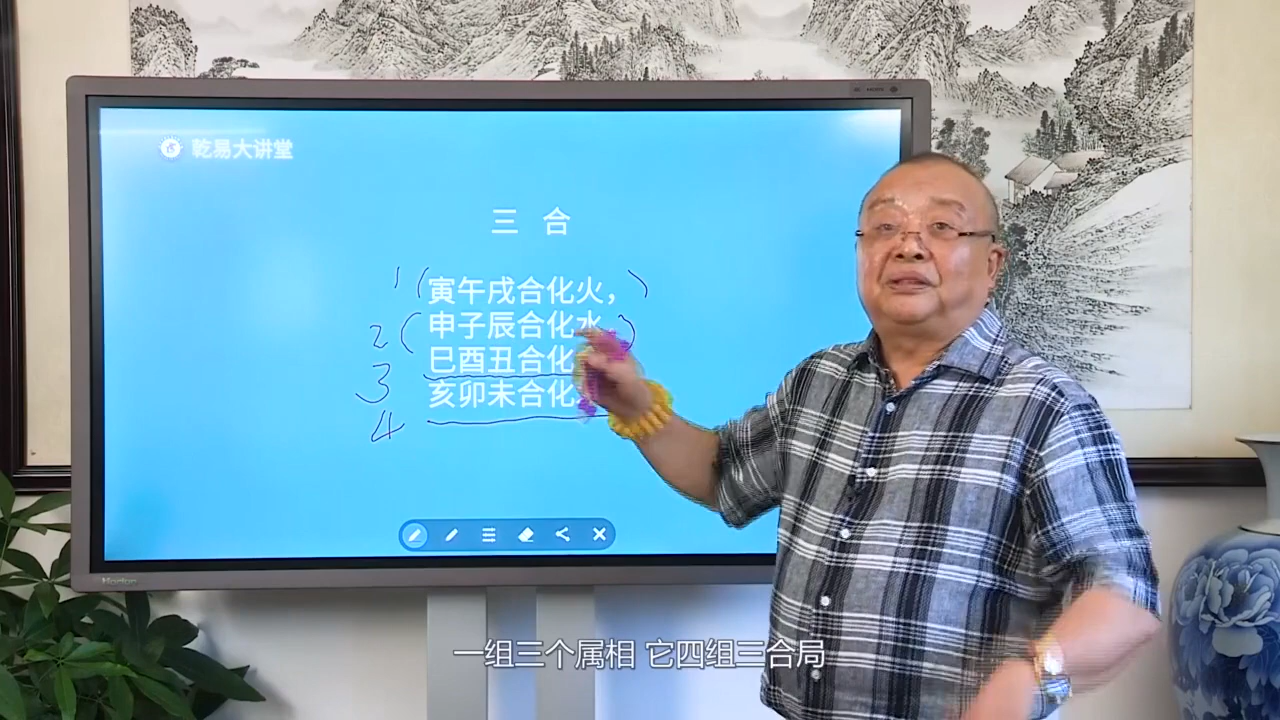 乾易大讲堂
三 合
1 (寅午戌合化火,)
2 (申子辰合化水)
3 巳酉丑合化
4 亥卯未合化
一组三个属相 它四组三合局